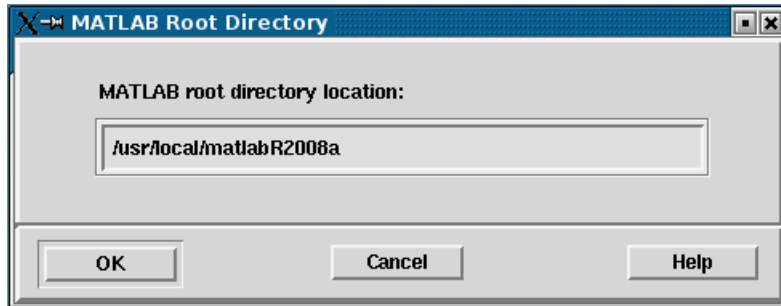 MATLAB Root Directory
MATLAB root directory location:
/usr/local/matlabR2008a
OK Cancel Help